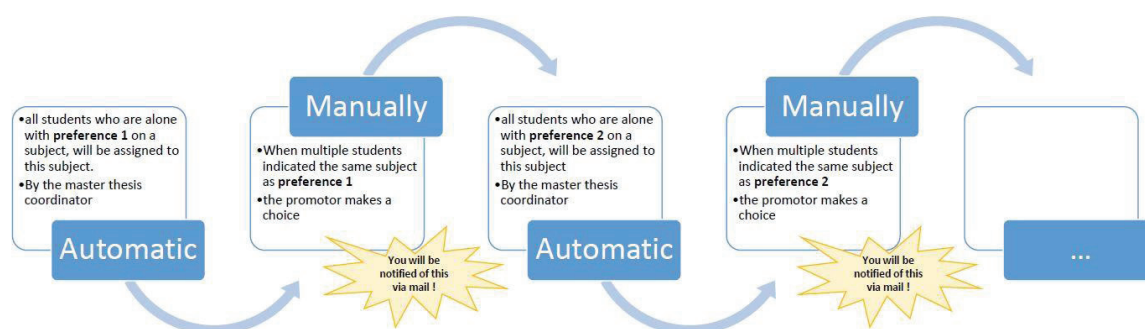 •all students who are alone
with preference 1 on a
subject, will be assigned to
this subject.
•By the master thesis
coordinator
Automatic
Manually
•When multiple students
indicated the same subject
as preference 1
•the promotor makes a
choice
You will be
notified of this
via mail !
•all students who are alone
with preference 2 on a
subject, will be assigned to
this subject
•By the master thesis
coordinator
Automatic
Manually
•When multiple students
indicated the same subject
as preference 2
•the promotor makes a
choice
You will be
notified of this
via mail !
...